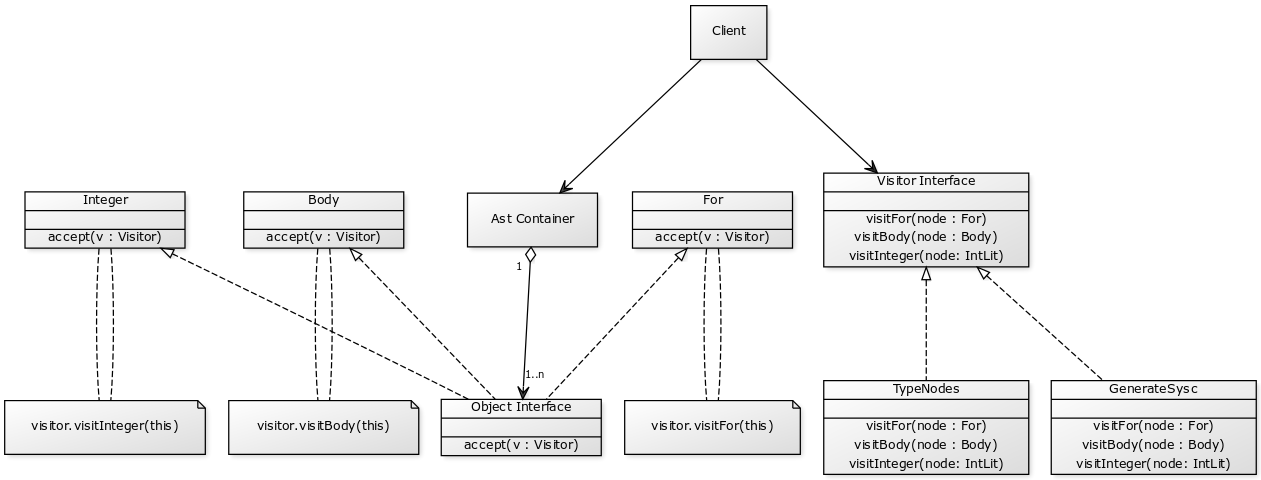 Client
Integer
accept(v : Visitor)
Body
accept(v : Visitor)
Ast Container
For
accept(v : Visitor)
Visitor Interface
visitFor(node : For)
visitBody(node : Body)
visitInteger(node: IntLit)
1
1..n
visitor.visitInteger(this)
visitor.visitBody(this)
Object Interface
accept(v : Visitor)
visitor.visitFor(this)
TypeNodes
visitFor(node : For)
visitBody(node : Body)
visitInteger(node: IntLit)
GenerateSysc
visitFor(node : For)
visitBody(node : Body)
visitInteger(node: IntLit)